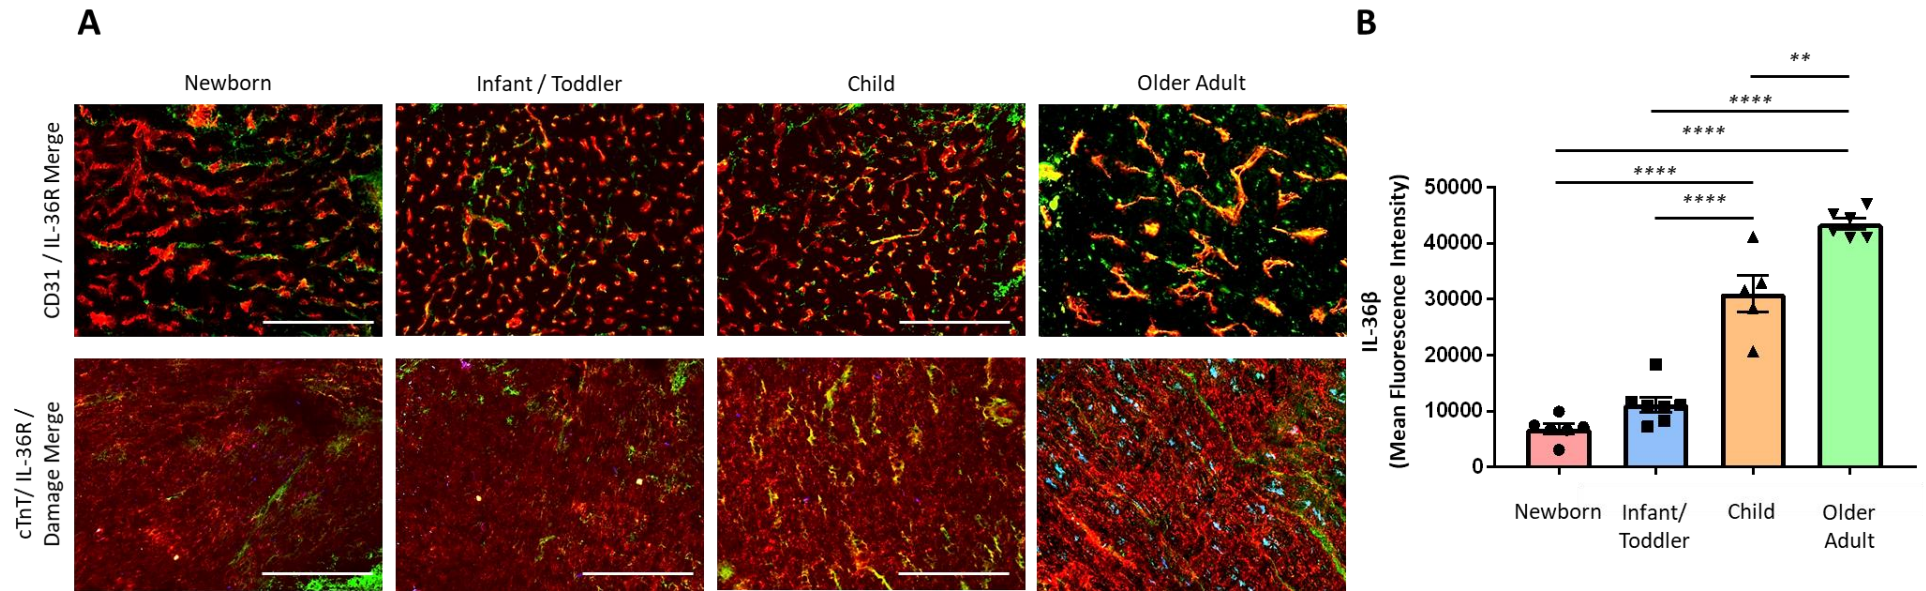 A
Newborn
Infant / Toddler
Child
Older Adult
CD31 / IL-36R Merge
cTnT/ IL-36R /
Damage Merge
B
**
****
****
****
****
IL-36β
(Mean Fluorescence Intensity)
50000
40000
30000
20000
10000
0
Newborn
Infant/
Toddler
Child
Older
Adult